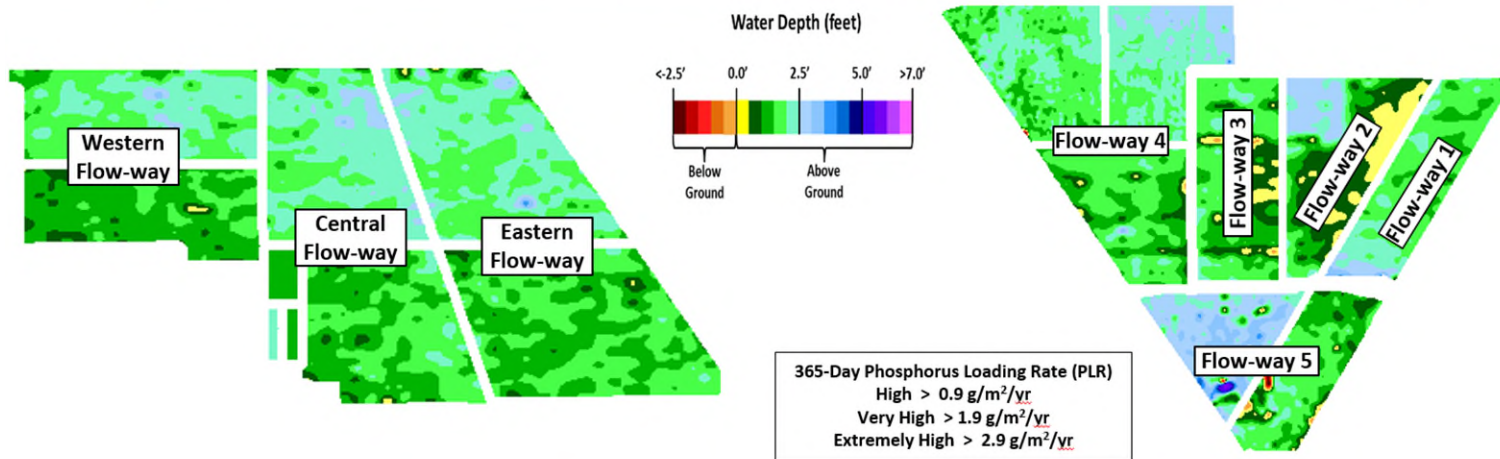 Water Depth (feet)
<-2.5' 0.0' 2.5' 5.0' >7.0'
Below
Ground
Above
Ground
Western
Flow-way
Central
Flow-way
Eastern
Flow-way
Flow-way 4
Flow-way 3
Flow-way 2
Flow-way 1
Flow-way 5
365-Day Phosphorus Loading Rate (PLR)
High > 0.9 g/m²/yr
Very High > 1.9 g/m²/yr
Extremely High > 2.9 g/m²/yr